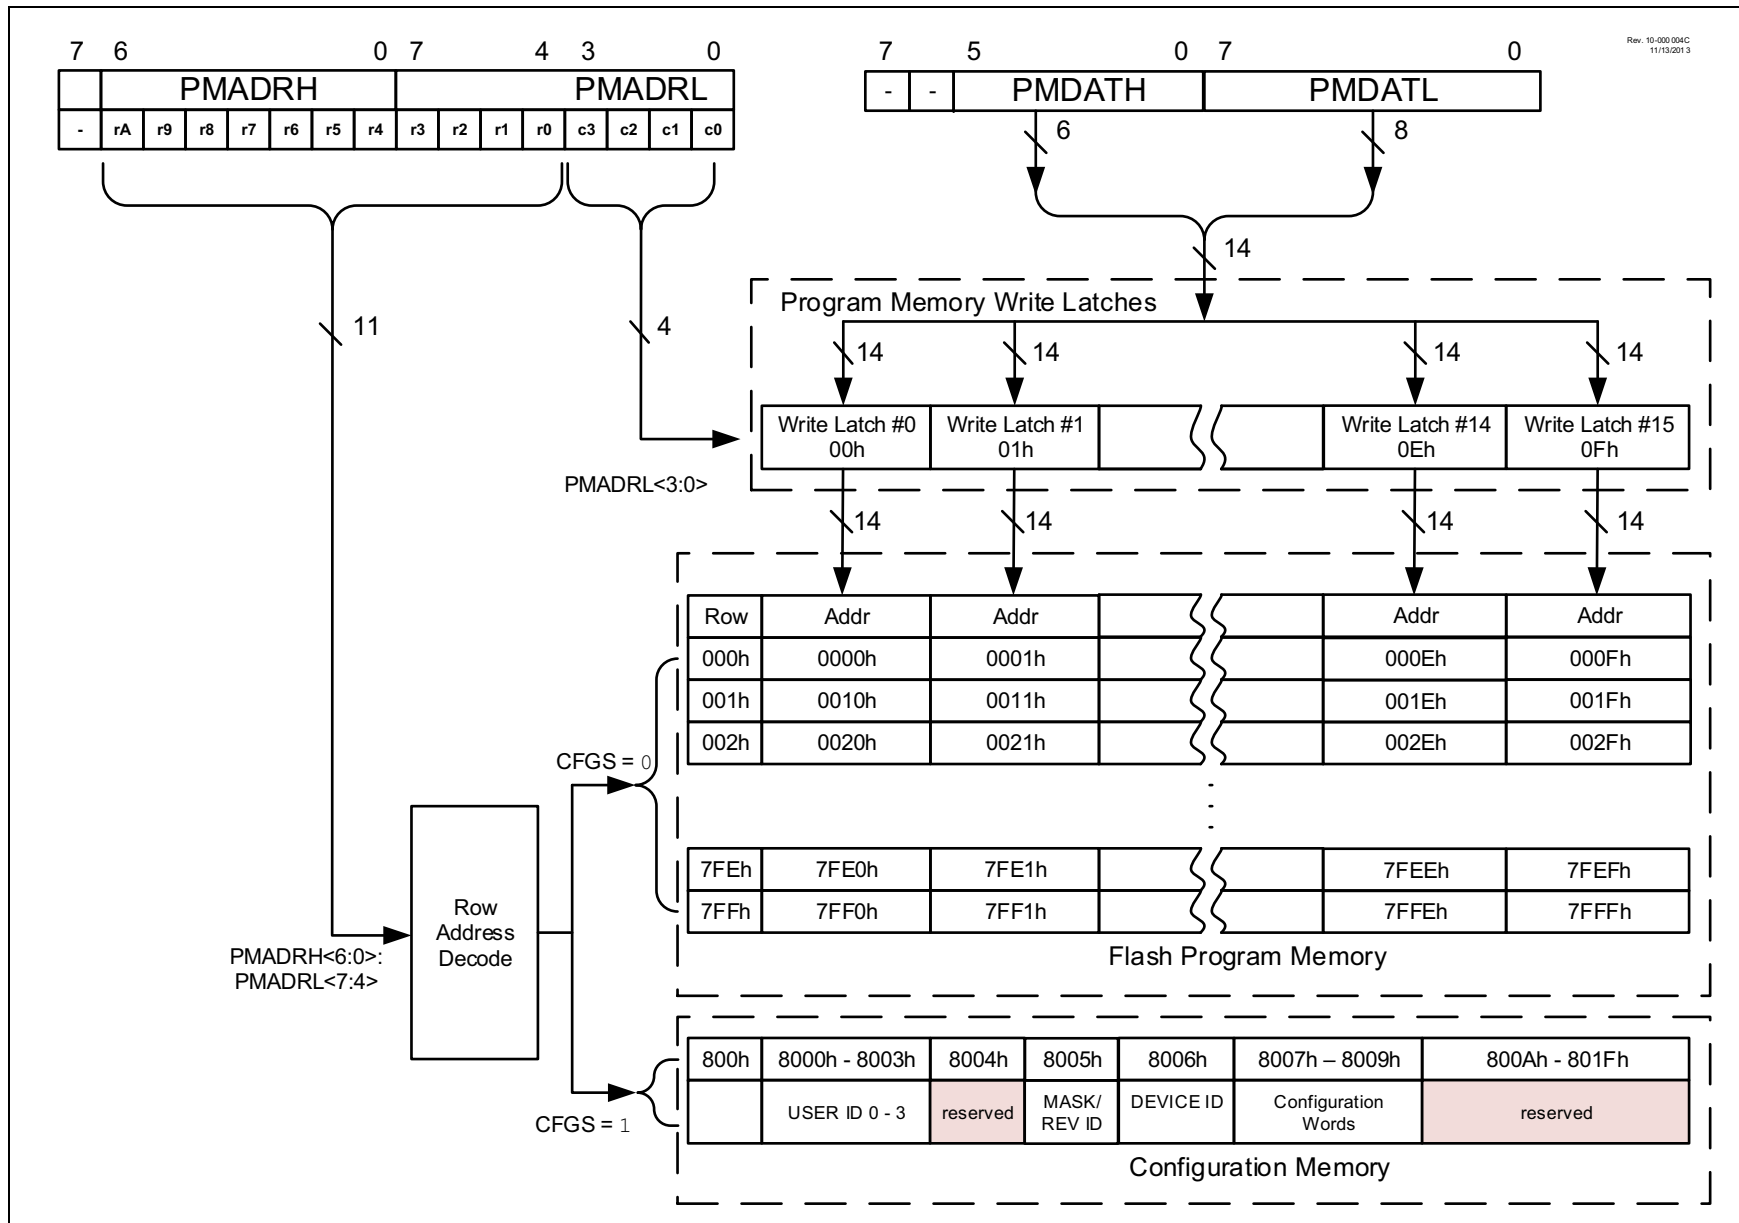 Rev. 10-000 004C
11/13/2013
7 6 0 7 4 3 0
PMADRH PMADRL
- rA r9 r8 r7 r6 r5 r4 r3 r2 r1 r0 c3 c2 c1 c0
7 5 0 7 0
- - PMDATH PMDATL
6 8
14
11
4
Program Memory Write Latches
14 14 14 14
Write Latch #0 Write Latch #1 Write Latch #14 Write Latch #15
00h 01h 0Eh 0Fh
PMADRL<3:0>
14 14 14 14
Row Addr Addr Addr Addr
000h 0000h 0001h 000Eh 000Fh
001h 0010h 0011h 001Eh 001Fh
002h 0020h 0021h 002Eh 002Fh
CFGS = 0
7FEh 7FE0h 7FE1h 7FEEh 7FEFh
7FFh 7FF0h 7FF1h 7FFEh 7FFFh
Flash Program Memory
Row
Address
Decode
PMADRH<6:0>:
PMADRL<7:4>
800h 8000h - 8003h 8004h 8005h 8006h 8007h – 8009h 800Ah - 801Fh
USER ID 0 - 3 reserved MASK/ DEVICE ID Configuration reserved
REV ID Words
CFGS = 1
Configuration Memory